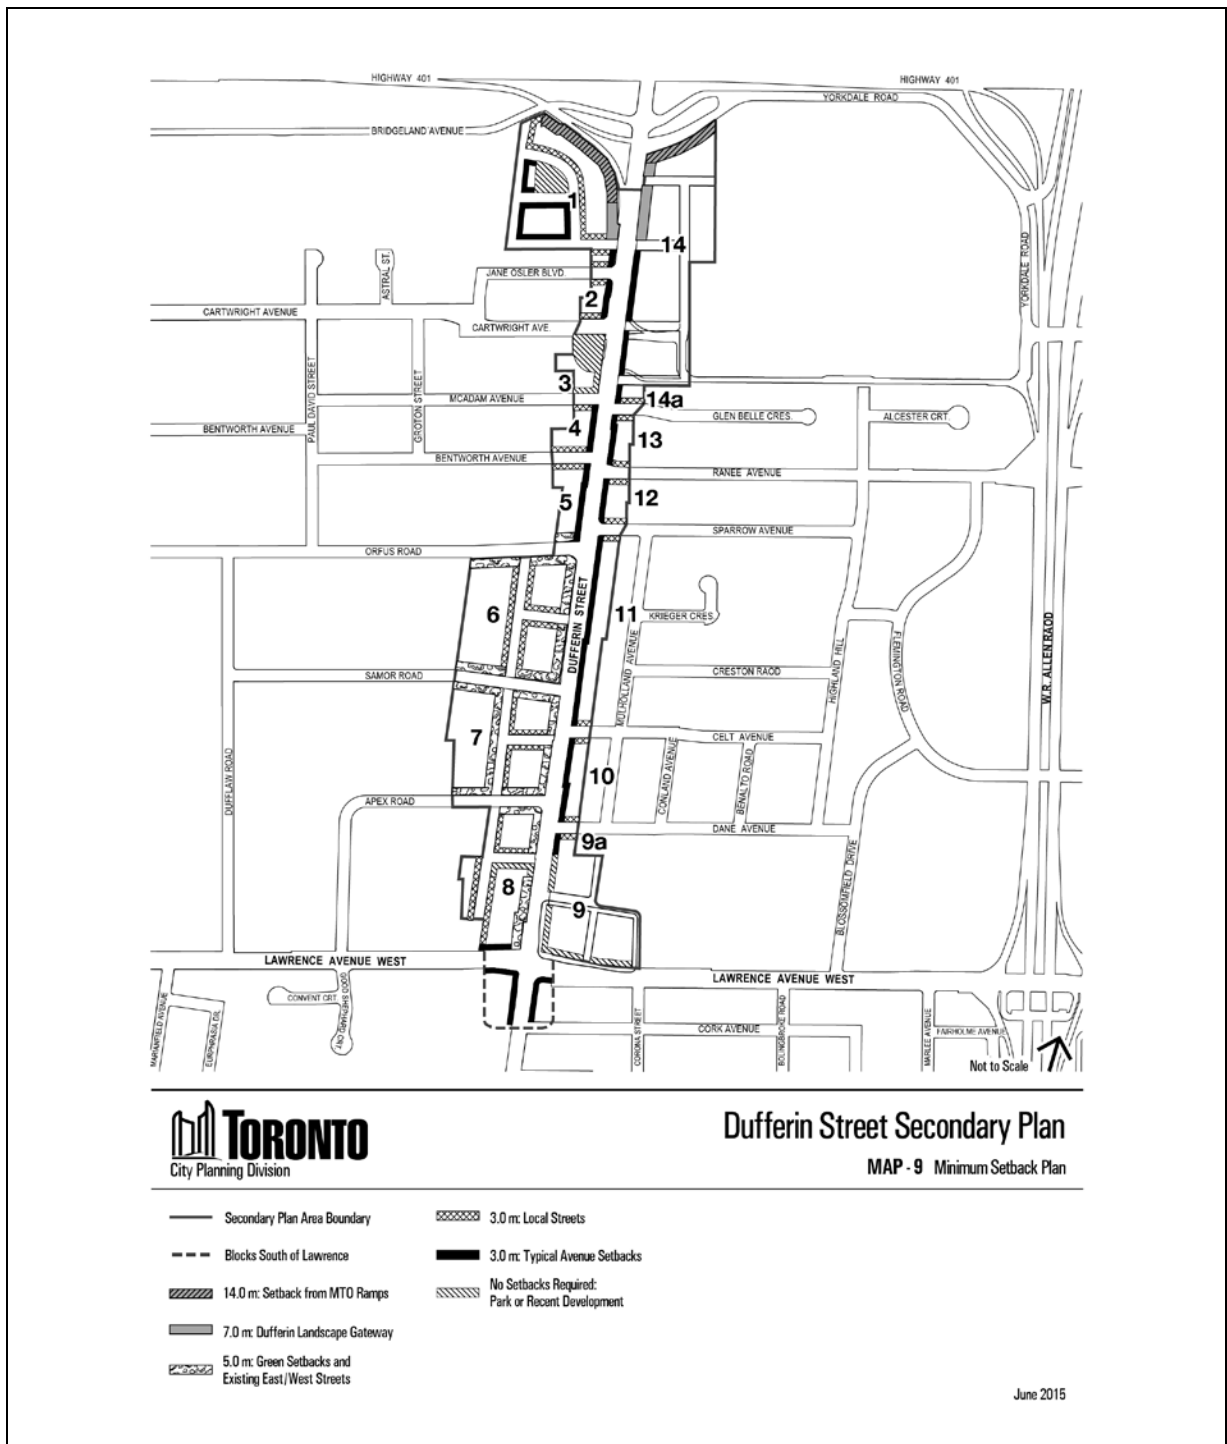 HIGHWAY 401
HIGHWAY 401
YORKDALE ROAD
BRIDGELAND AVENUE
1
14
YORKDALE ROAD
ASTRAL ST.
JANE OSLER BLVD.
2
CARTWRIGHT AVENUE
CARTWRIGHT AVE.
PAUL DAVID STREET
GROTON STREET
3
MCADAM AVENUE
14a
GLEN BELLE CRES.
ALCESTER CRT.
BENTWORTH AVENUE
4
13
BENTWORTH AVENUE
RANEE AVENUE
5
12
SPARROW AVENUE
ORFUS ROAD
6
DUFFERIN STREET
11
KRIEGER CRES.
MULHOLLAND AVENUE
HIGHLAND HILL
FLEMINGTON ROAD
W.R. ALLEN RAOD
SAMOR ROAD
CRESTON RAOD
7
CELT AVENUE
DUFFLAW ROAD
10
CONLAND AVENUE
BENALTO ROAD
APEX ROAD
DANE AVENUE
9a
8
9
BLOSSOMFIELD DRIVE
LAWRENCE AVENUE WEST
LAWRENCE AVENUE WEST
CONVENT CRT.
GOOD SHEPHARD CRT.
MARIANFIELD AVENUE
EUPHRASIA DR.
CORONA STREET
CORK AVENUE
BOLINGBROKE ROAD
MARLEE AVENUE
FAIRHOLME AVENUE
Not to Scale
TORONTO
City Planning Division
Dufferin Street Secondary Plan
MAP - 9 Minimum Setback Plan
Secondary Plan Area Boundary
Blocks South of Lawrence
14.0 m: Setback from MTO Ramps
7.0 m: Dufferin Landscape Gateway
5.0 m: Green Setbacks and
Existing East/West Streets
3.0 m: Local Streets
3.0 m: Typical Avenue Setbacks
No Setbacks Required:
Park or Recent Development
June 2015